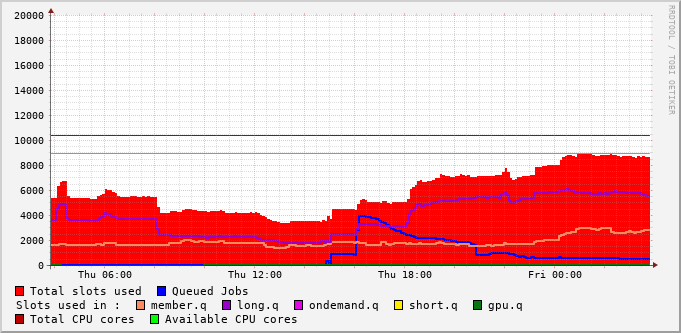 20000
18000
16000
14000
12000
10000
8000
6000
4000
2000
0
Thu 06:00 Thu 12:00 Thu 18:00 Fri 00:00
RRDTOOL / TOBI OETIKER
Total slots used Queued Jobs
Slots used in : member.q long.q ondemand.q short.q gpu.q
Total CPU cores Available CPU cores